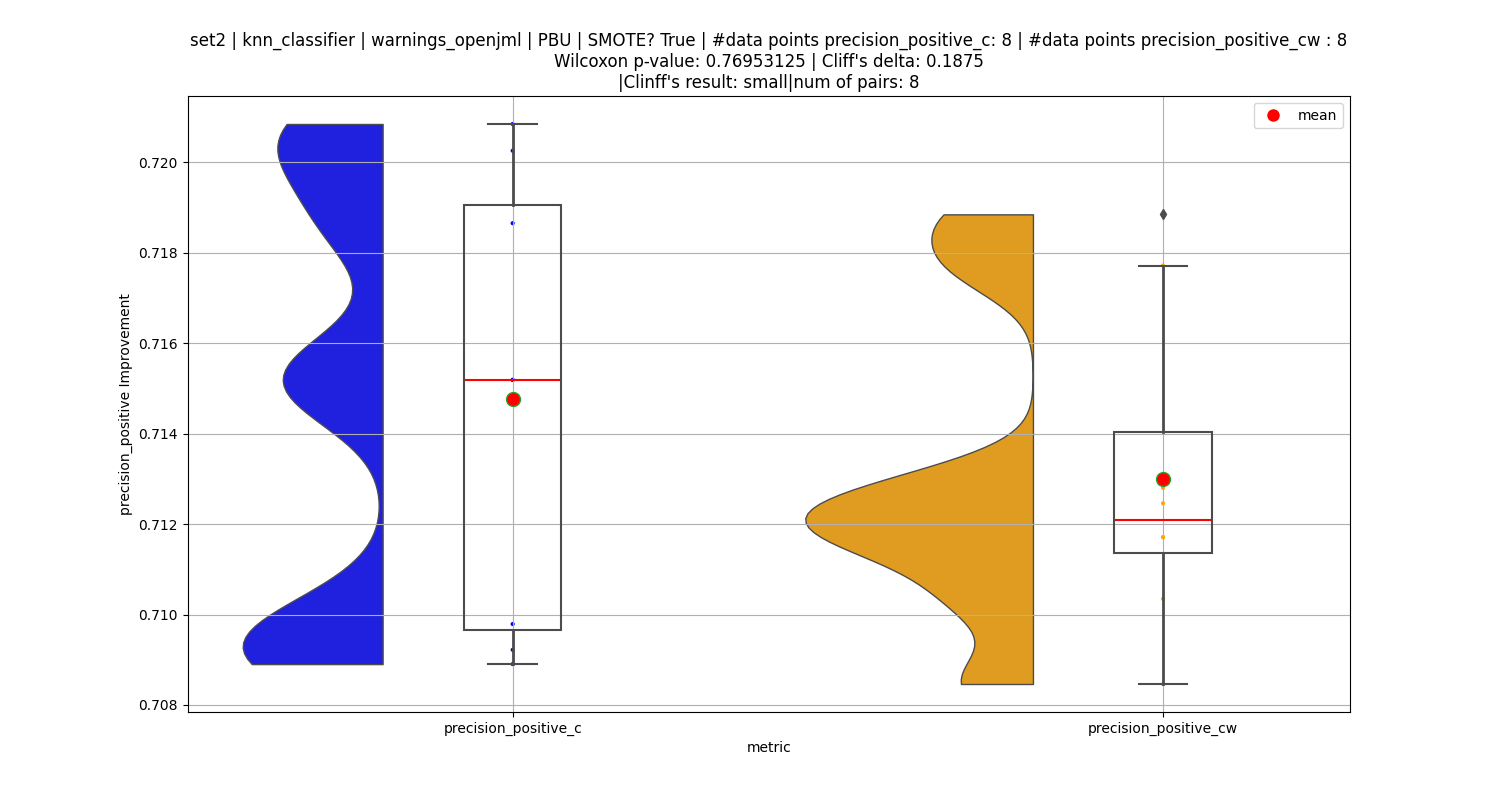 set2 | knn_classifier | warnings_openjml | PBU | SMOTE? True | #data points precision_positive_c: 8 | #data points precision_positive_cw : 8
Wilcoxon p-value: 0.76953125 | Cliff's delta: 0.1875
|Clinff's result: small|num of pairs: 8
mean
0.720
0.718
0.716
0.714
0.712
0.710
0.708
precision_positive Improvement
precision_positive_c
precision_positive_cw
metric